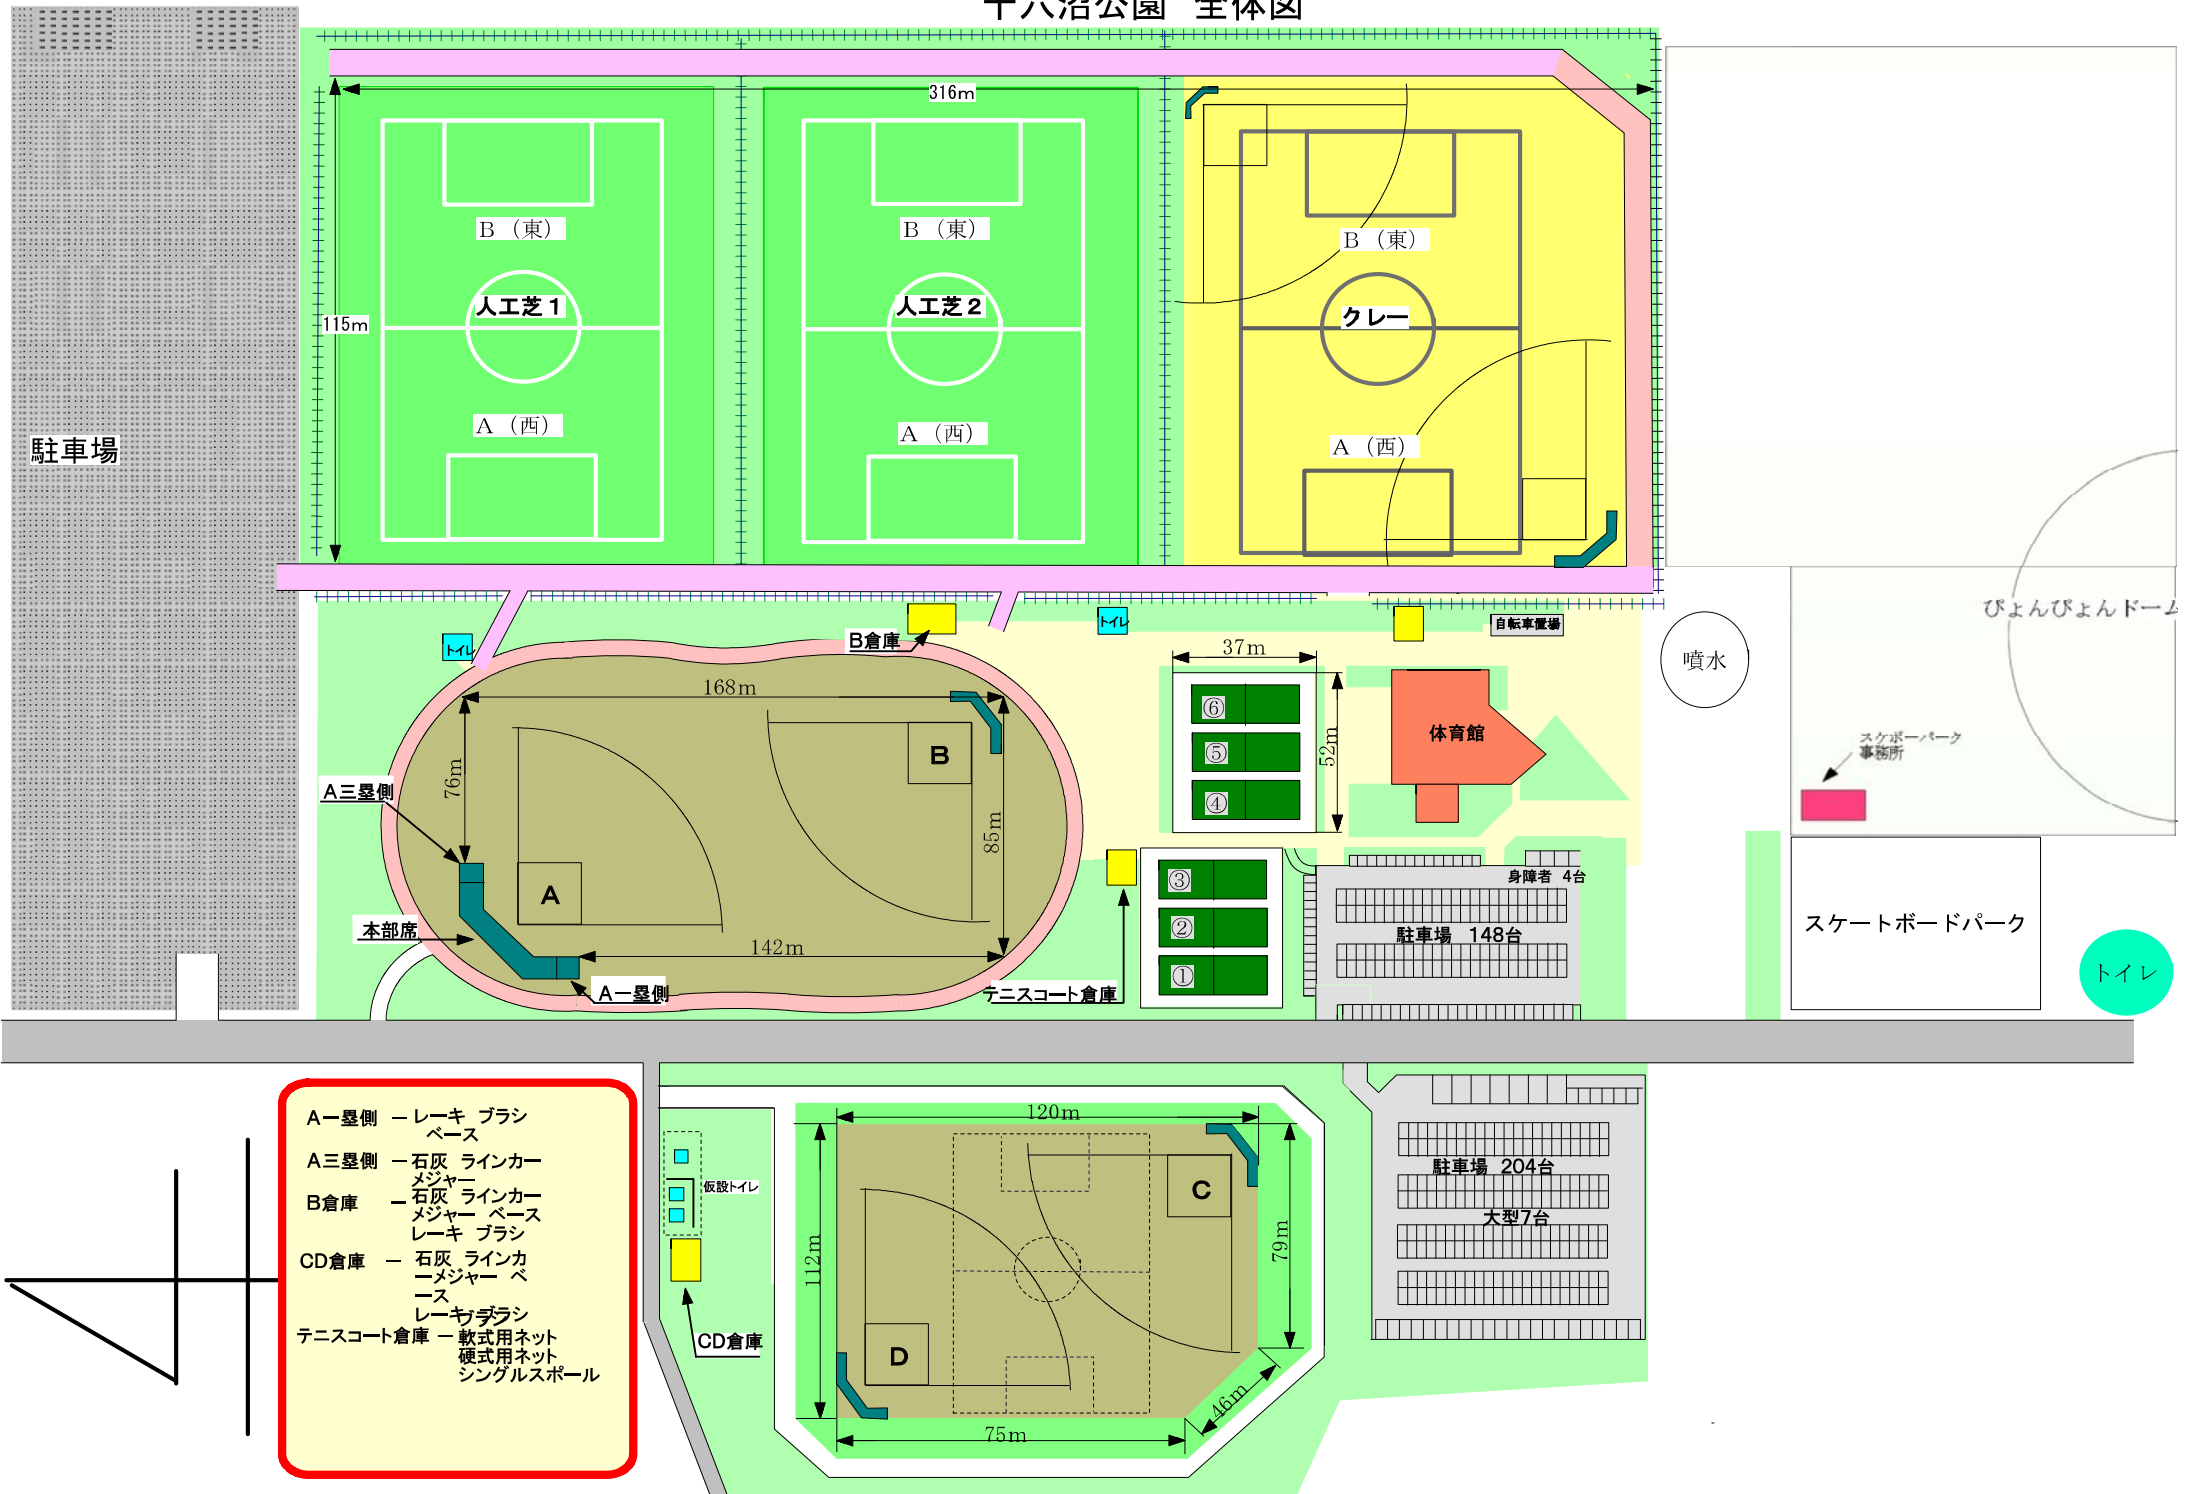 十六沼公園 全体図
316m
115m
駐車場
B （東）
人工芝１
A （西）
B （東）
人工芝２
A （西）
B （東）
クレー
A （西）
ぴょんぴょんドーム
トイレ
B倉庫
トイレ
自転車置場
噴水
168m
76m
85m
142m
A三塁側
本部席
A一塁側
A
B
37m
52m
⑥
⑤
④
③
②
①
テニスコート倉庫
体育館
スケボーパーク
事務所
身障者 4台
駐車場 148台
スケートボードパーク
トイレ
A一塁側 － レーキ ブラシ
ベース
A三塁側 － 石灰 ラインカー
メジャー
B倉庫 － 石灰 ラインカー
メジャー ベース
レーキ ブラシ
CD倉庫 － 石灰 ラインカ
ーメジャー ベ
ース
レーキ ブラシ
テニスコート倉庫 － ブラシ
軟式用ネット
硬式用ネット
シングルスポール
仮設トイレ
CD倉庫
120m
112m
79m
46m
75m
C
D
駐車場 204台
大型7台